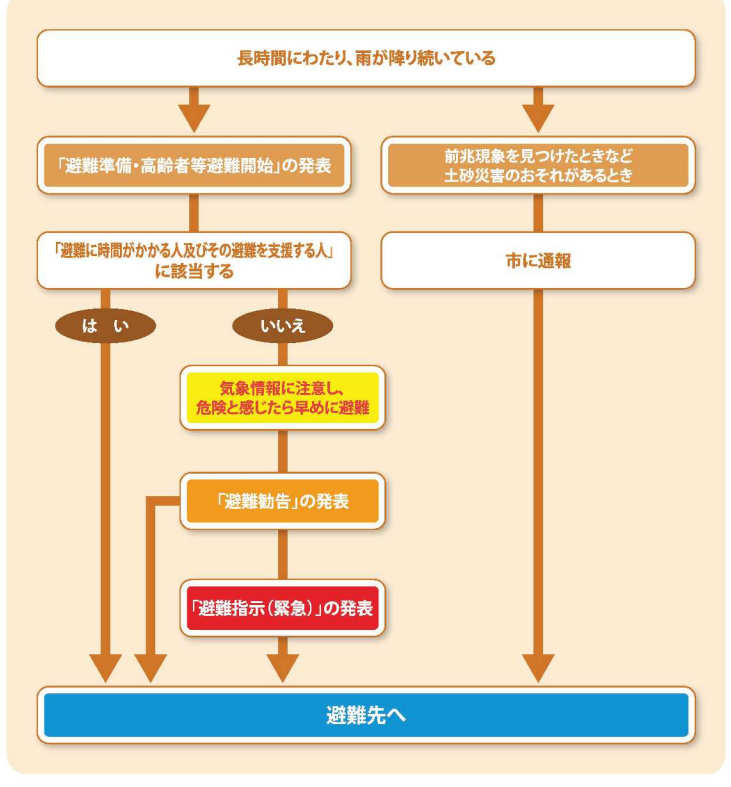 長時間にわたり、雨が降り続いている
「避難準備・高齢者等避難開始」の発表
前兆現象を見つけたときなど
土砂災害のおそれがあるとき
「避難に時間がかかる人及びその避難を支援する人」
に該当する
市に通報
はい
いいえ
気象情報に注意し、
危険と感じたら早めに避難
「避難勧告」の発表
「避難指示(緊急)」の発表
避難先へ